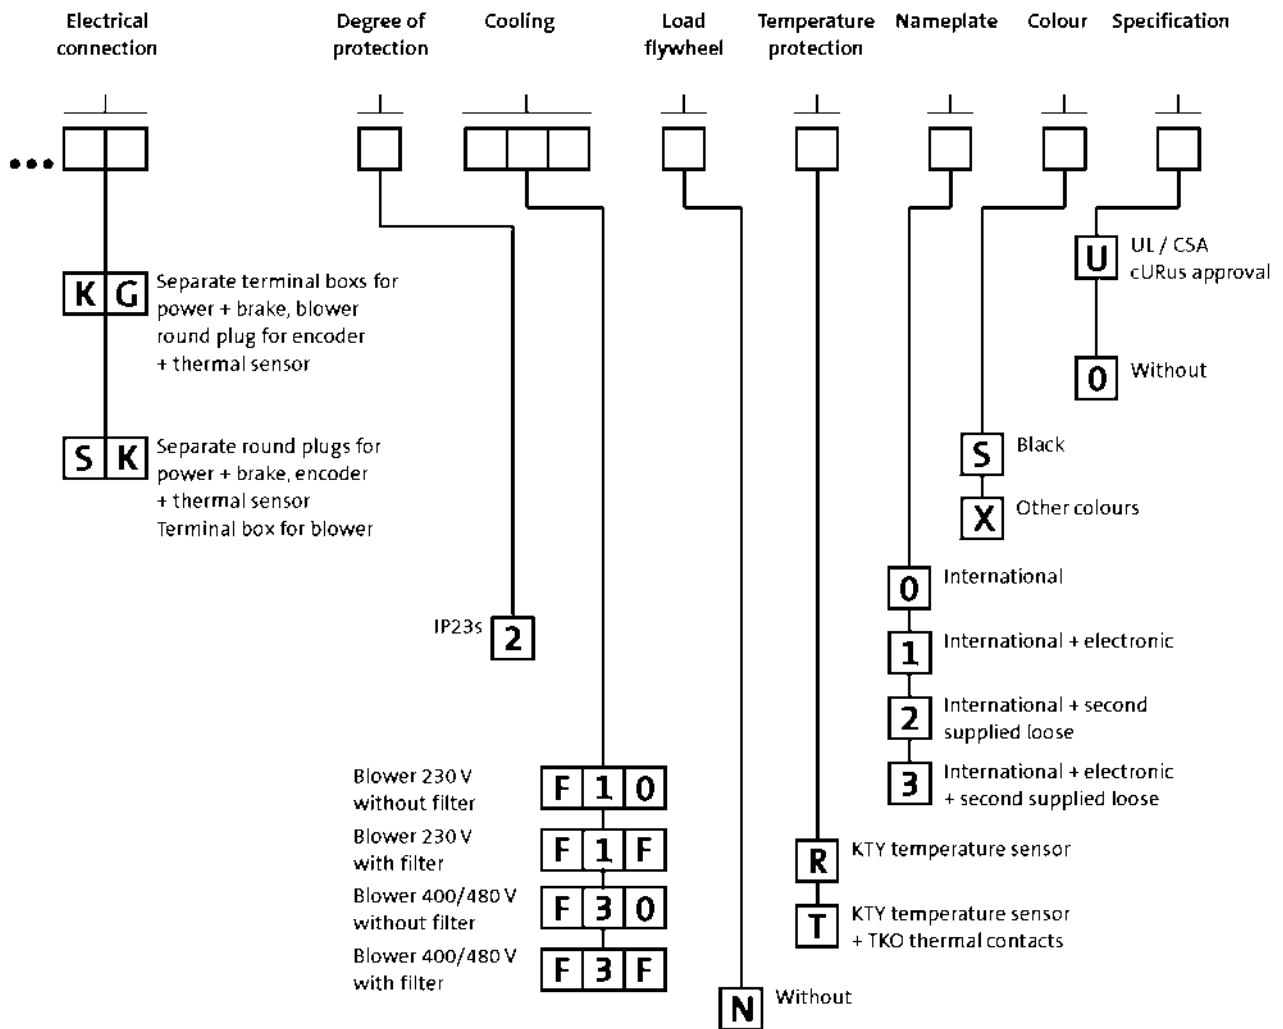 Electrical
connection
Degree of
protection
Cooling
Load
flywheel
Temperature
protection
Nameplate
Colour
Specification
...
K G
Separate terminal boxes for
power + brake, blower
round plug for encoder
+ thermal sensor
S K
Separate round plugs for
power + brake, encoder
+ thermal sensor
Terminal box for blower
IP23s
2
Blower 230 V
without filter
F 1 0
Blower 230 V
with filter
F 1 F
Blower 400/480 V
without filter
F 3 0
Blower 400/480 V
with filter
F 3 F
N
Without
R
KTY temperature sensor
T
KTY temperature sensor
+ TKO thermal contacts
0
International
1
International + electronic
2
International + second
supplied loose
3
International + electronic
+ second supplied loose
S
Black
X
Other colours
U
UL / CSA
cURus approval
0
Without